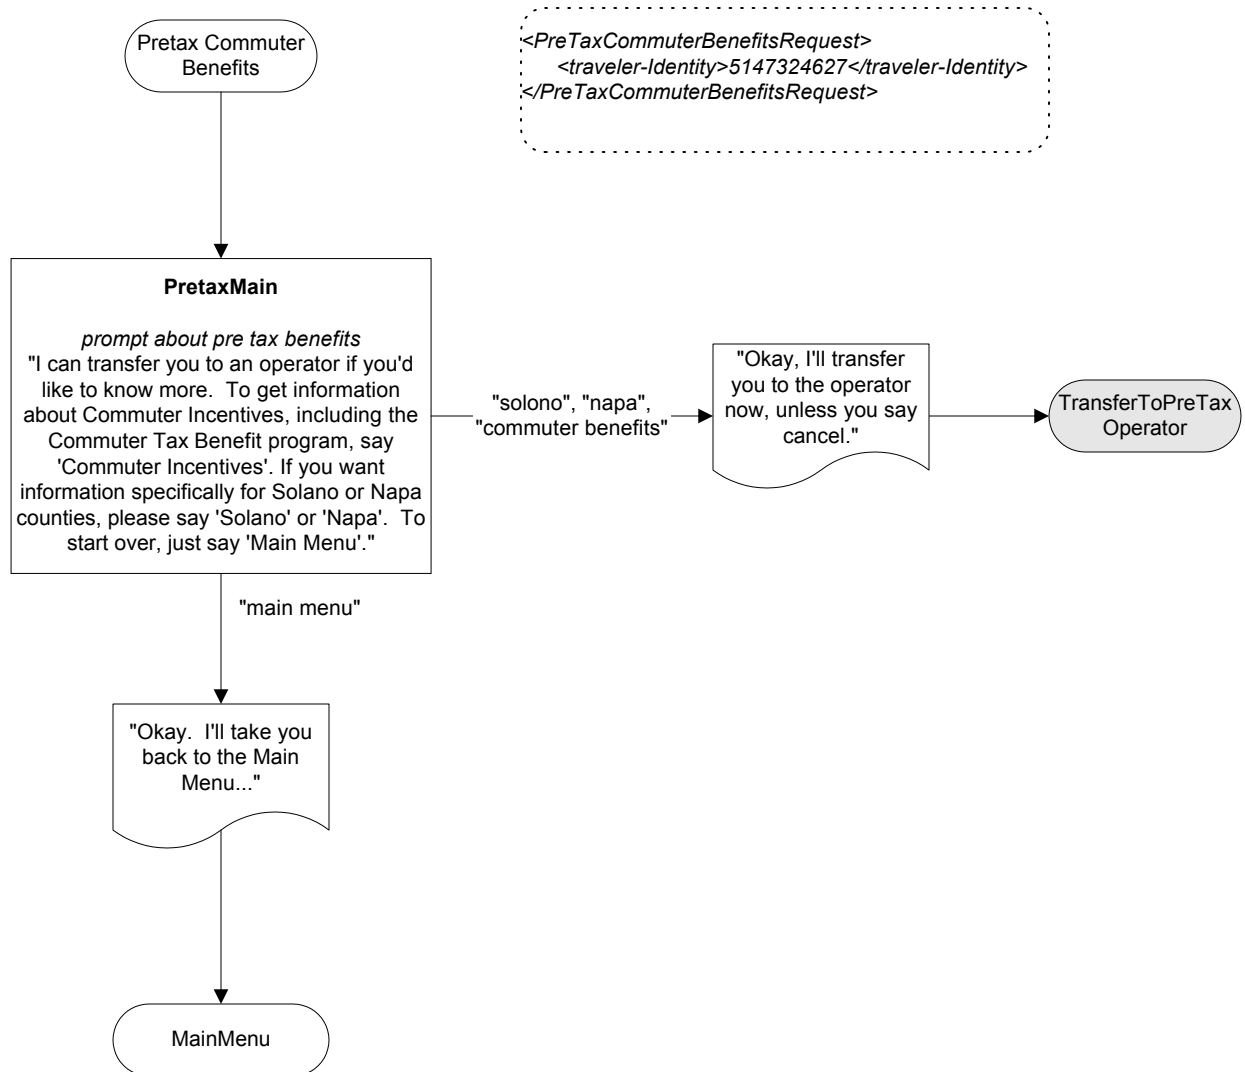 Pretax Commuter
Benefits
<PreTaxCommuterBenefitsRequest>
<traveler-Identity>5147324627</traveler-Identity>
</PreTaxCommuterBenefitsRequest>
PretaxMain
prompt about pre tax benefits
"I can transfer you to an operator if you'd
like to know more.  To get information
about Commuter Incentives, including the
Commuter Tax Benefit program, say
'Commuter Incentives'. If you want
information specifically for Solano or Napa
counties, please say 'Solano' or 'Napa'.  To
start over, just say 'Main Menu'."
"solono", "napa",
"commuter benefits"
"Okay, I'll transfer
you to the operator
now, unless you say
cancel."
TransferToPreTax
Operator
"main menu"
"Okay.  I'll take you
back to the Main
Menu..."
MainMenu